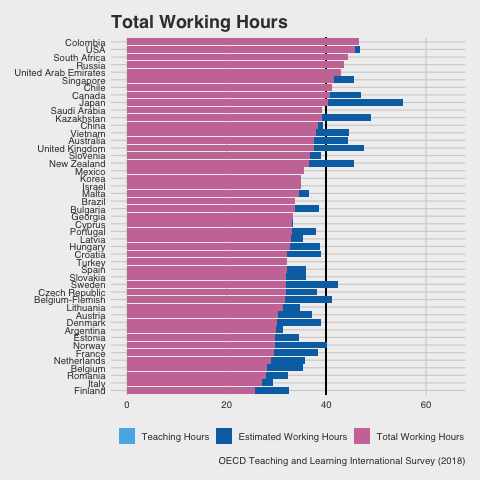 Total Working Hours
Colombia
USA
South Africa
Russia
United Arab Emirates
Singapore
Chile
Canada
Japan
Saudi Arabia
Kazakhstan
China
Vietnam
Australia
United Kingdom
Slovenia
New Zealand
Mexico
Korea
Israel
Malta
Brazil
Bulgaria
Georgia
Cyprus
Portugal
Latvia
Hungary
Croatia
Turkey
Spain
Slovakia
Sweden
Czech Republic
Belgium-Flemish
Lithuania
Austria
Denmark
Argentina
Estonia
Norway
France
Netherlands
Belgium
Romania
Italy
Finland
0 20 40 60
Teaching Hours Estimated Working Hours Total Working Hours
OECD Teaching and Learning International Survey (2018)